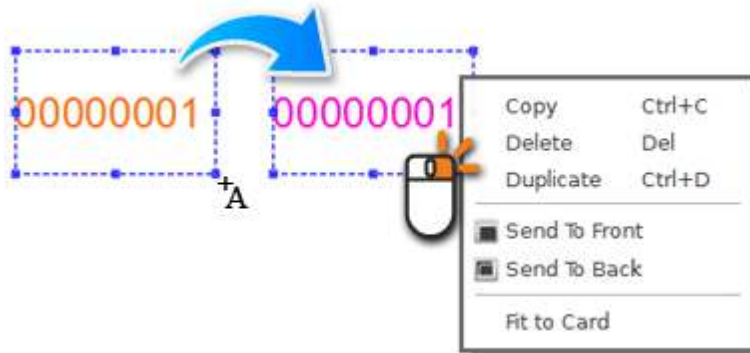 00000001 00000001
A
Copy Ctrl+C
Delete Del
Duplicate Ctrl+D
Send To Front
Send To Back
Fit to Card